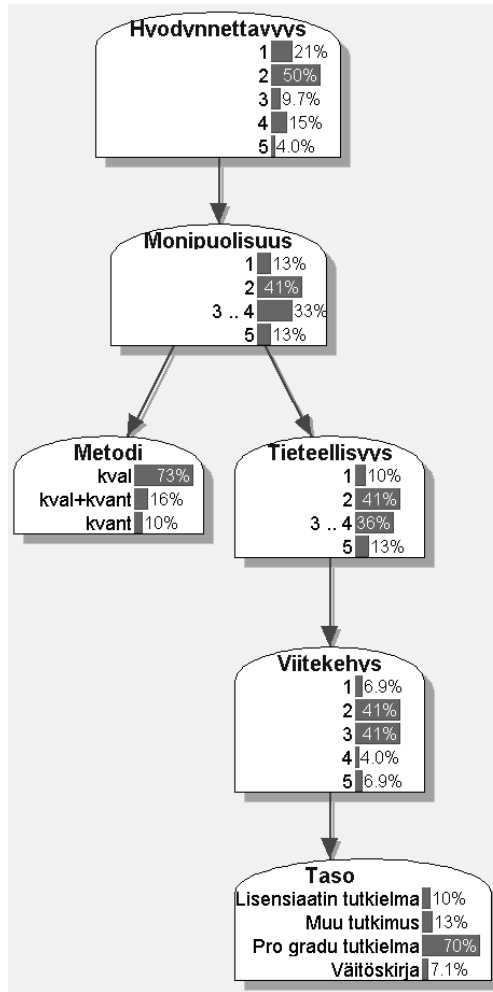 Hyödynnettävyys
1 21%
2 50%
3 9.7%
4 15%
5 4.0%
Monipuolisuus
1 13%
2 41%
3 .. 4 33%
5 13%
Metodi
kval 73%
kval+kvant 16%
kvant 10%
Tieteellisyys
1 10%
2 41%
3 .. 4 36%
5 13%
Viitekehys
1 6.9%
2 41%
3 41%
4 4.0%
5 6.9%
Taso
Lisensiaatin tutkielma 10%
Muu tutkimus 13%
Pro gradu tutkielma 70%
Väitöskirja 7.1%